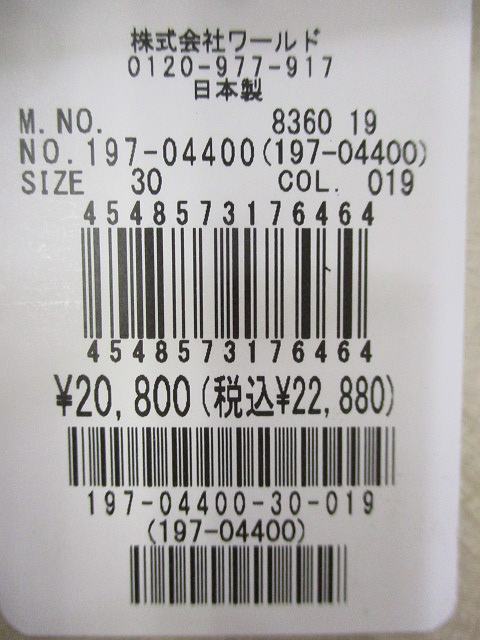 株式会社ワールド
0120-977-917
日本製
M.NO. 8360 19
NO.197-04400(197-04400)
SIZE 30 COL. 019
4548573176464
4548573176464
¥20,800(税込¥22,880)
197-04400-30-019
(197-04400)